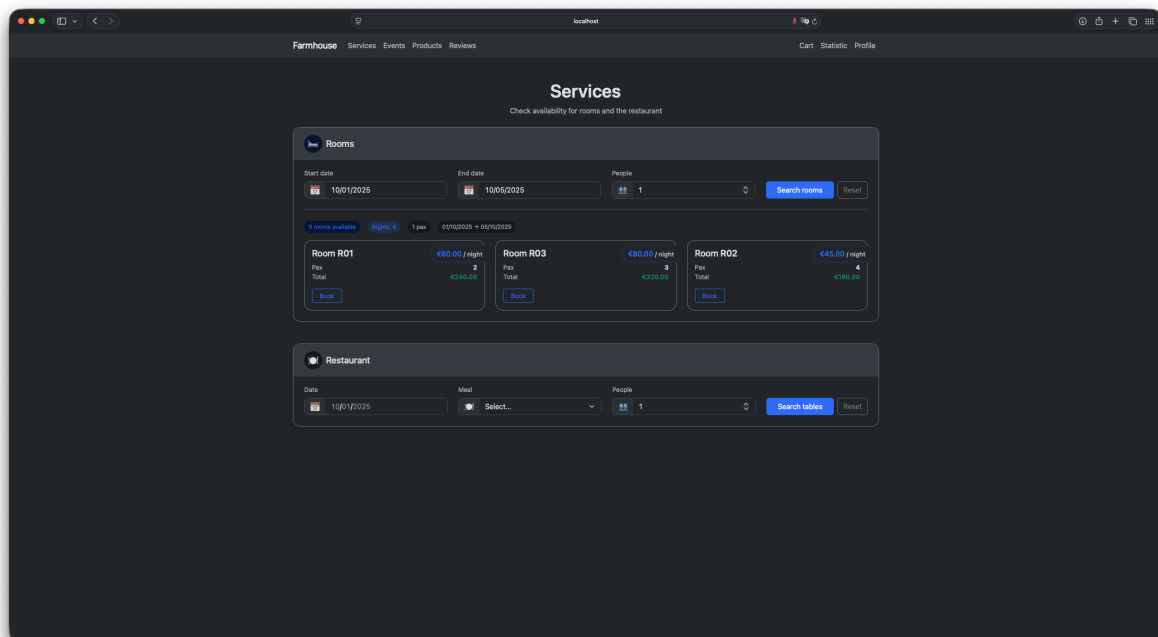 localhost
Farmhouse Services Events Products Reviews Cart Statistic Profile
Services
Check availability for rooms and the restaurant
Rooms
Start date End date People
10/01/2025 10/05/2025 1 Search rooms Reset
3 rooms available Nights: 4 1 pax 01/10/2025 → 05/10/2025
Room R01 €60.00 / night Room R03 €80.00 / night Room R02 €45.00 / night
Pax 2 Pax 3 Pax 4
Total €240.00 Total €320.00 Total €180.00
Book Book Book
Restaurant
Date Meal People
10/01/2025 Select... 1 Search tables Reset